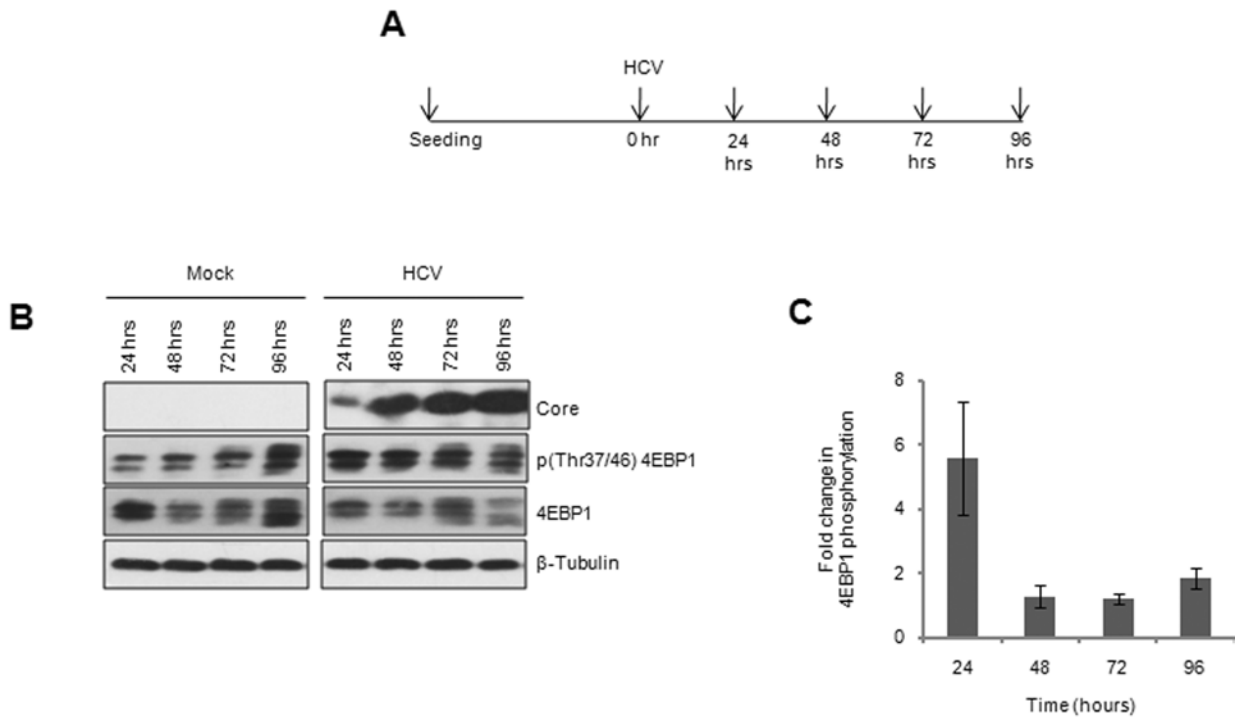 A
HCV
Seeding
0 hr
24 hrs
48 hrs
72 hrs
96 hrs
B
Mock
HCV
24 hrs
48 hrs
72 hrs
96 hrs
24 hrs
48 hrs
72 hrs
96 hrs
Core
p(Thr37/46) 4EBP1
4EBP1
β-Tubulin
C
Fold change in
4EBP1 phosphorylation
8
6
4
2
0
24 48 72 96
Time (hours)